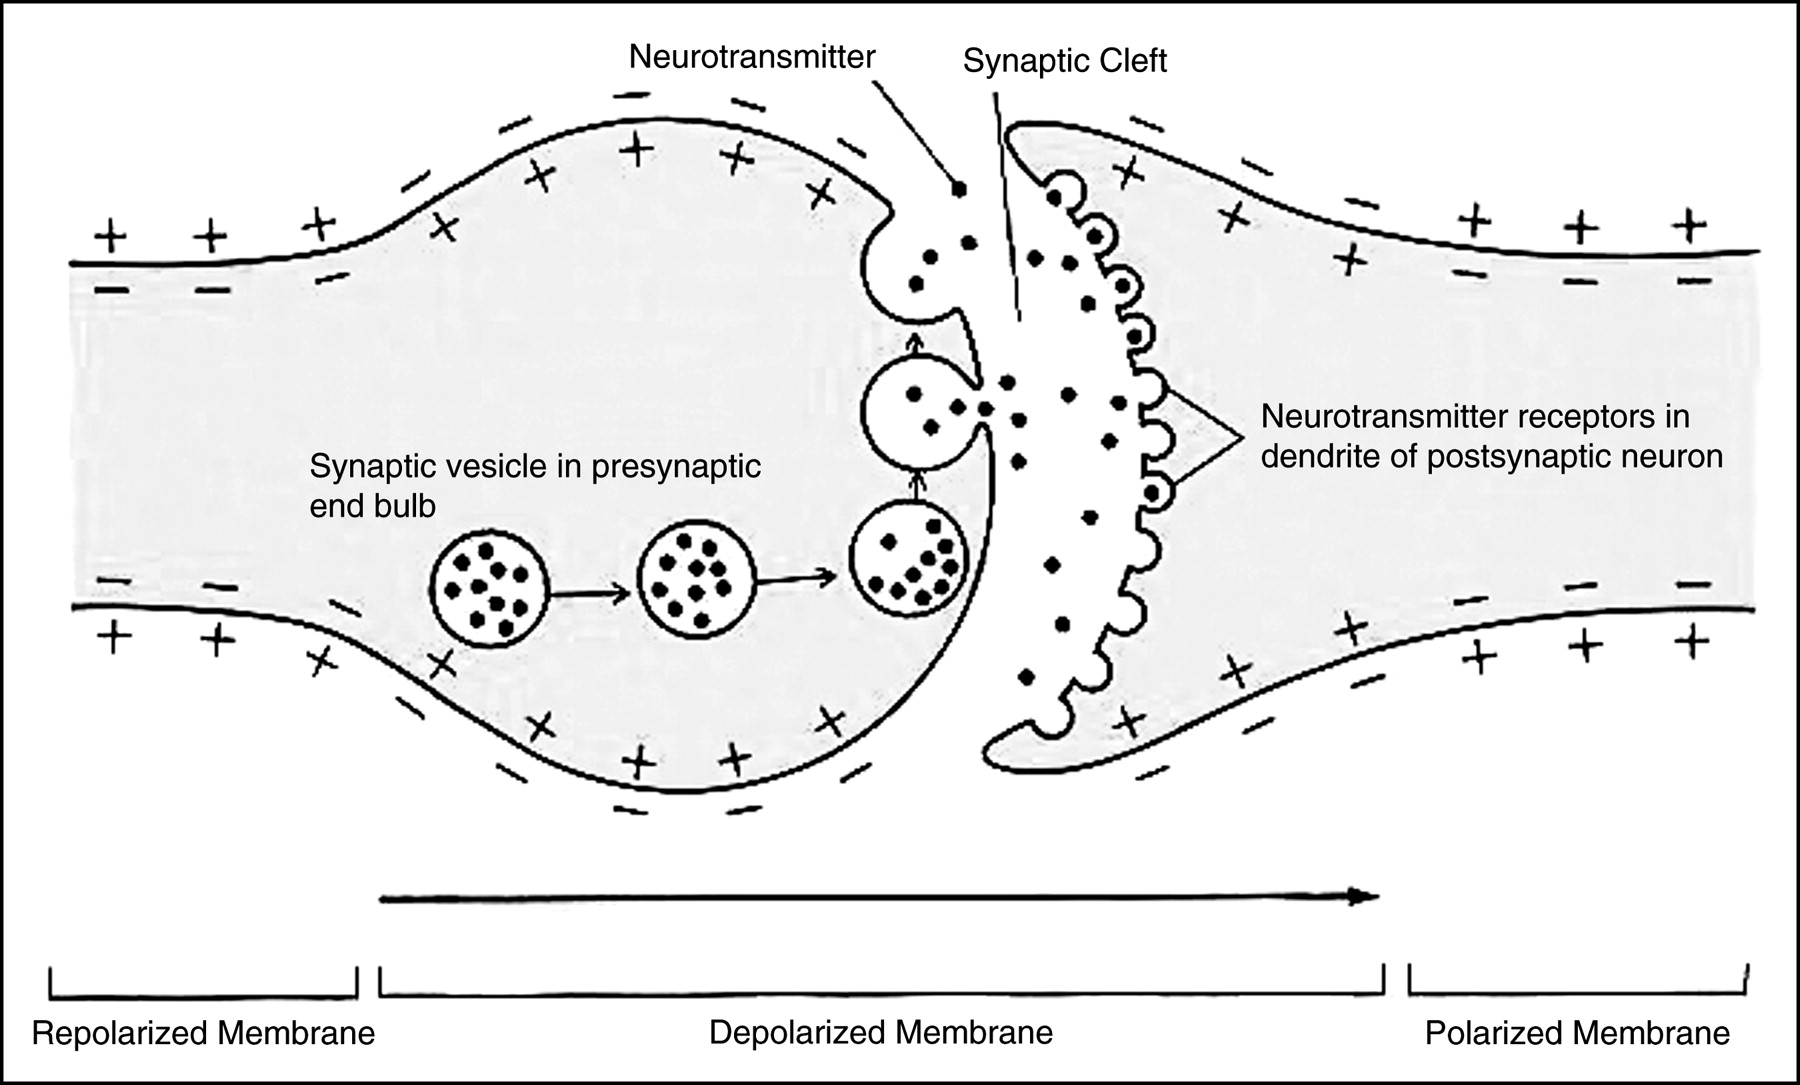 Neurotransmitter
Synaptic Cleft
Neurotransmitter receptors in
dendrite of postsynaptic neuron
Synaptic vesicle in presynaptic
end bulb
Repolarized Membrane
Depolarized Membrane
Polarized Membrane